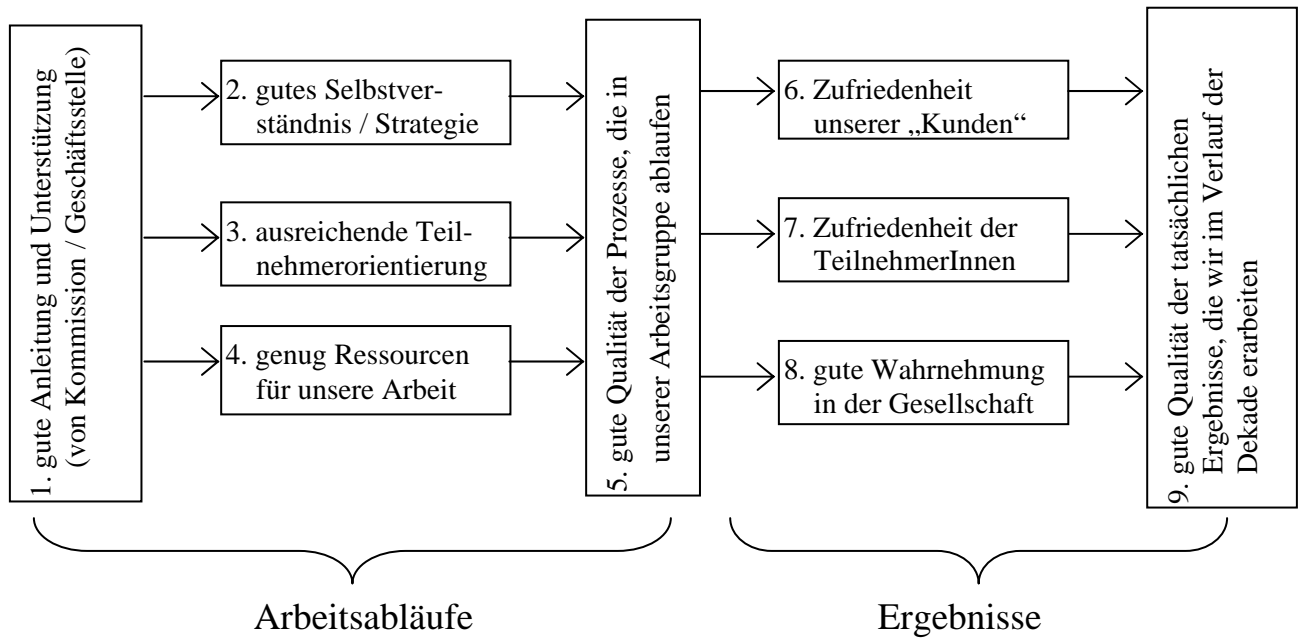 1. gute Anleitung und Unterstützung
(von Kommission / Geschäftsstelle)
2. gutes Selbstver-
ständnis / Strategie
3. ausreichende Teil-
nehmerorientierung
4. genug Ressourcen
für unsere Arbeit
5. gute Qualität der Prozesse, die in
unserer Arbeitsgruppe ablaufen
6. Zufriedenheit
unserer „Kunden“
7. Zufriedenheit der
TeilnehmerInnen
8. gute Wahrnehmung
in der Gesellschaft
9. gute Qualität der tatsächlichen
Ergebnisse, die wir im Verlauf der
Dekade erarbeiten
Arbeitsabläufe
Ergebnisse